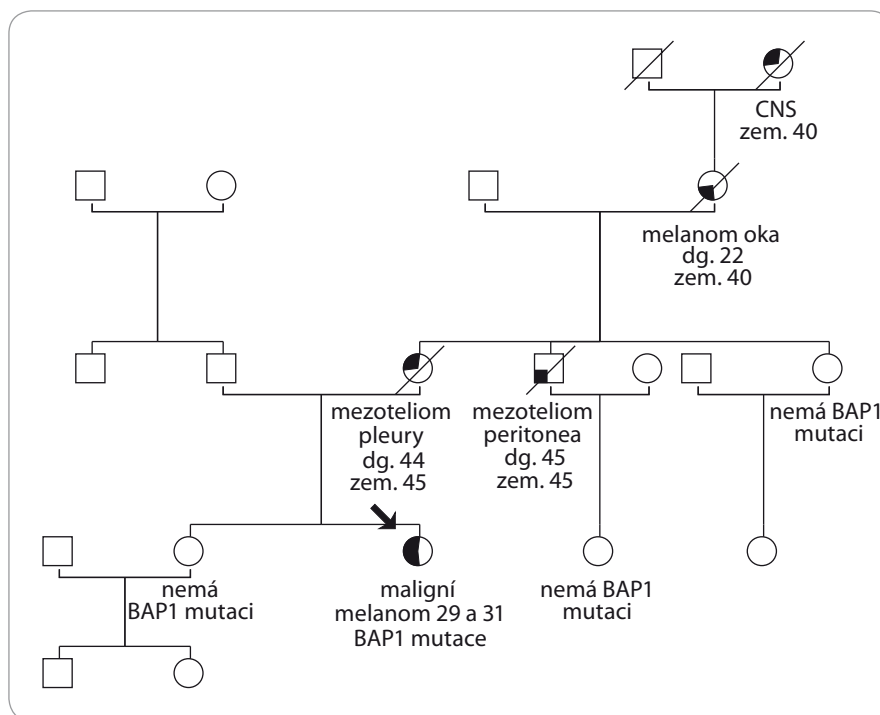 CNS
zem. 40
melanom oka
dg. 22
zem. 40
mezoteliom
pleury
dg. 44
zem. 45
mezoteliom
peritonea
dg. 45
zem. 45
nemá BAP1
mutaci
nemá
BAP1 mutaci
maligní
melanom 29 a 31
BAP1 mutace
nemá BAP1
mutaci